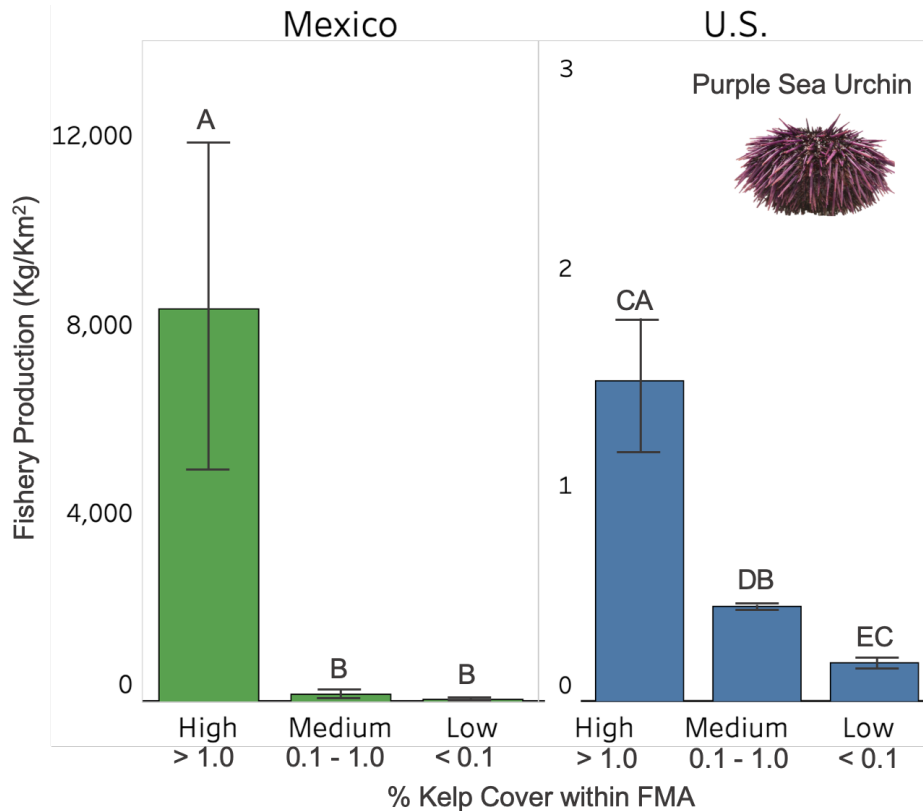 Mexico
U.S.
Purple Sea Urchin
Fishery Production (Kg/Km²)
12,000
8,000
4,000
0
A
B
B
3
2
1
0
CA
DB
EC
High
> 1.0
Medium
0.1 - 1.0
Low
< 0.1
High
> 1.0
Medium
0.1 - 1.0
Low
< 0.1
% Kelp Cover within FMA